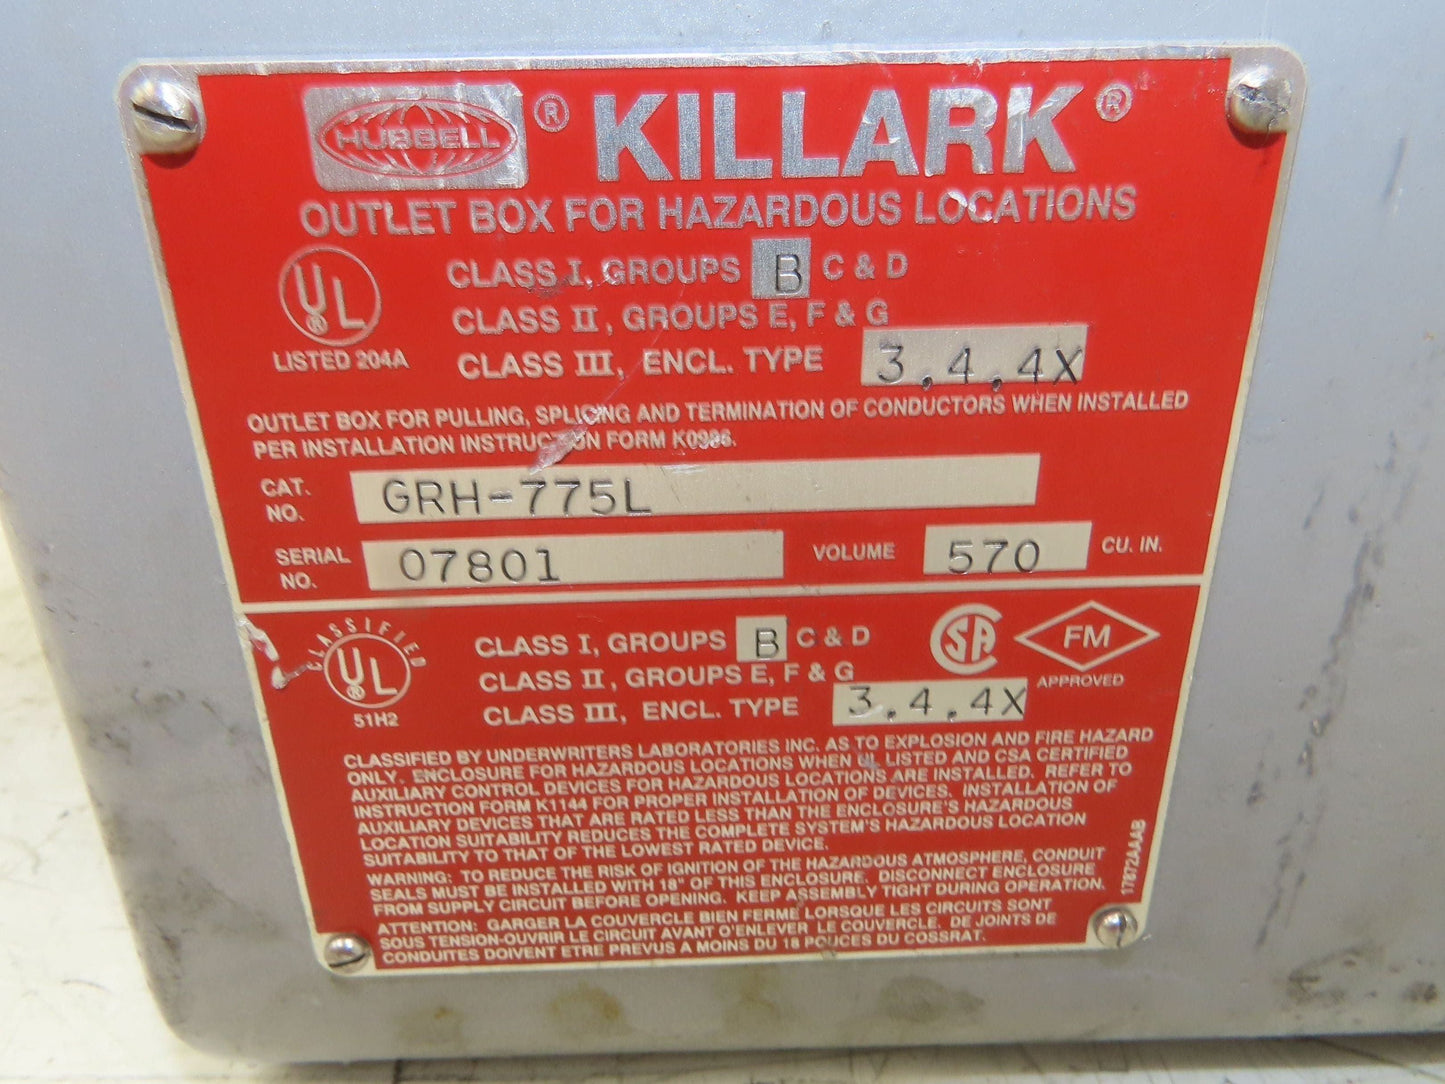 HUBBELL ® KILLARK ®
OUTLET BOX FOR HAZARDOUS LOCATIONS
UL ®
LISTED 204A
CLASS I, GROUPS B C & D
CLASS II, GROUPS E, F & G
CLASS III, ENCL. TYPE 3,4,4X
OUTLET BOX FOR PULLING, SPLICING AND TERMINATION OF CONDUCTORS WHEN INSTALLED
PER INSTALLATION INSTRUCTION FORM K0986.
CAT. NO. GRH-775L
SERIAL NO. 07801 VOLUME 570 CU. IN.
CLASSIFIED
UL ®
51H2
CLASS I, GROUPS B C & D
CLASS II, GROUPS E, F & G
CLASS III, ENCL. TYPE 3,4,4X
CSA
FM
APPROVED
CLASSIFIED BY UNDERWRITERS LABORATORIES INC. AS TO EXPLOSION AND FIRE HAZARD
ONLY. ENCLOSURE FOR HAZARDOUS LOCATIONS WHEN UL LISTED AND CSA CERTIFIED
AUXILIARY CONTROL DEVICES FOR HAZARDOUS LOCATIONS ARE INSTALLED. REFER TO
INSTRUCTION FORM K1144 FOR PROPER INSTALLATION OF DEVICES. INSTALLATION OF
AUXILIARY DEVICES THAT ARE RATED LESS THAN THE ENCLOSURE'S HAZARDOUS
LOCATION SUITABILITY REDUCES THE COMPLETE SYSTEM'S HAZARDOUS LOCATION
SUITABILITY TO THAT OF THE LOWEST RATED DEVICE.
WARNING: TO REDUCE THE RISK OF IGNITION OF THE HAZARDOUS ATMOSPHERE, CONDUIT
SEALS MUST BE INSTALLED WITH 18" OF THIS ENCLOSURE. DISCONNECT ENCLOSURE
FROM SUPPLY CIRCUIT BEFORE OPENING. KEEP ASSEMBLY TIGHT DURING OPERATION.
ATTENTION: GARGER LA COUVERCLE BIEN FERME LORSQUE LES CIRCUITS SONT
SOUS TENSION-OUVRIR LE CIRCUIT AVANT D'ENLEVER LE COUVERCLE. DE JOINTS DE
CONDUITES DOIVENT ETRE PREVUS A MOINS DU 18 POUCES DU COSSRAT.
17872AAAB